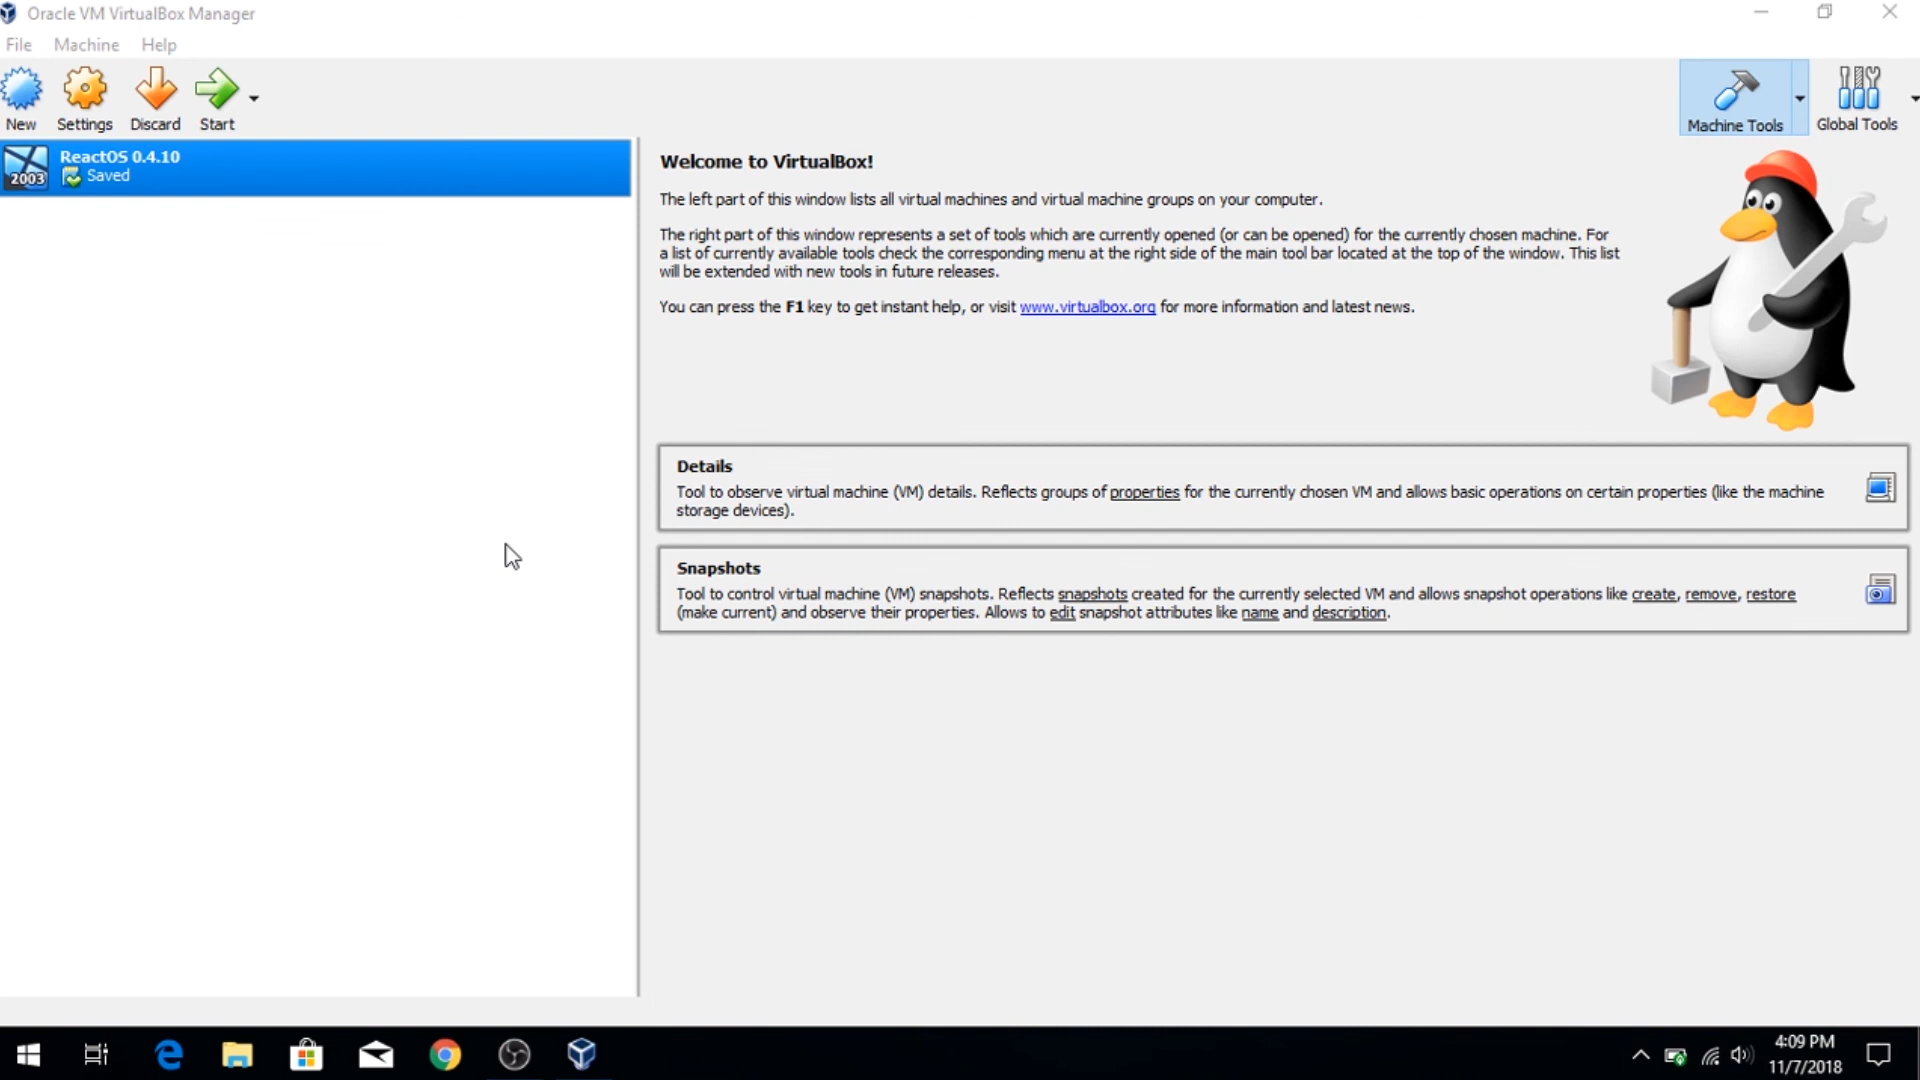 Oracle VM VirtualBox Manager
File Machine Help
New Settings Discard Start
Machine Tools Global Tools
2003
ReactOS 0.4.10
Saved
Welcome to VirtualBox!
The left part of this window lists all virtual machines and virtual machine groups on your computer.
The right part of this window represents a set of tools which are currently opened (or can be opened) for the currently chosen machine. For
a list of currently available tools check the corresponding menu at the right side of the main tool bar located at the top of the window. This list
will be extended with new tools in future releases.
You can press the F1 key to get instant help, or visit www.virtualbox.org for more information and latest news.
Details
Tool to observe virtual machine (VM) details. Reflects groups of properties for the currently chosen VM and allows basic operations on certain properties (like the machine
storage devices).
Snapshots
Tool to control virtual machine (VM) snapshots. Reflects snapshots created for the currently selected VM and allows snapshot operations like create, remove, restore
(make current) and observe their properties. Allows to edit snapshot attributes like name and description.
4:09 PM
11/7/2018